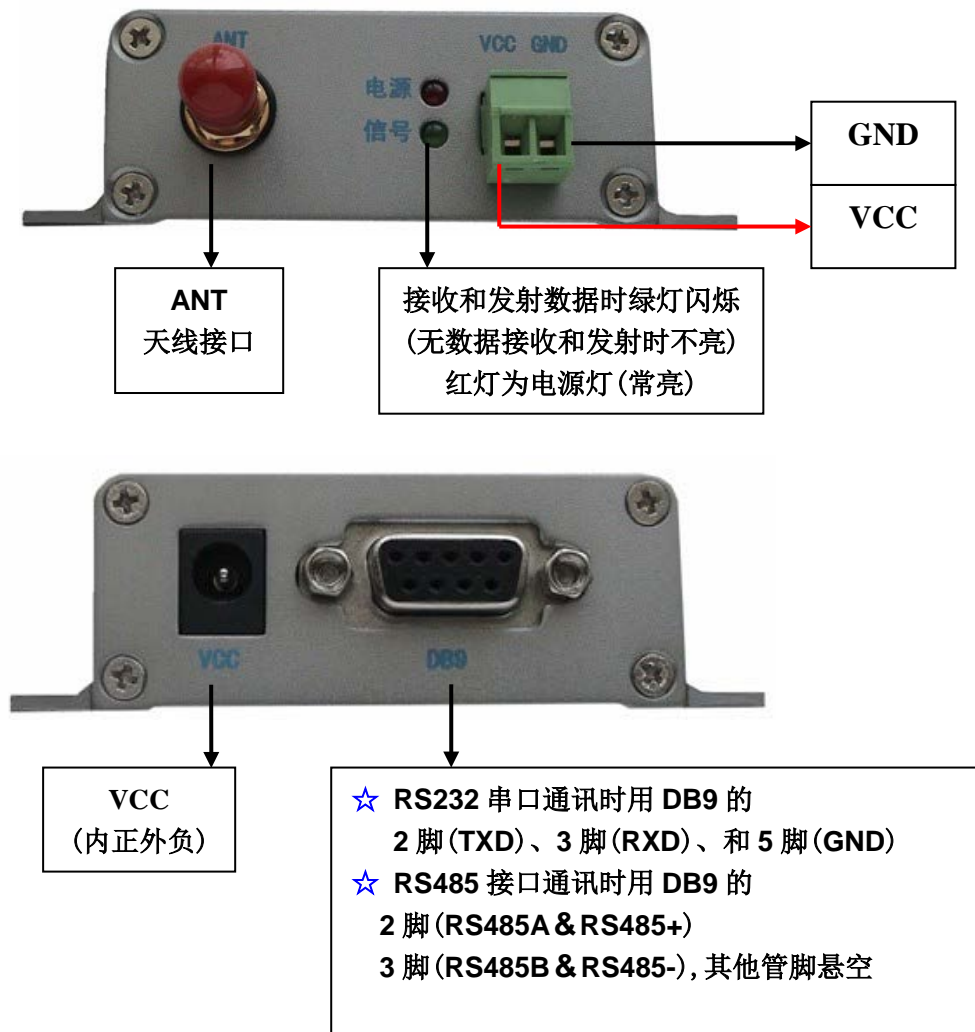 ANT
VCC GND
电源
信号
GND
VCC
ANT
天线接口
接收和发射数据时绿灯闪烁
(无数据接收和发射时不亮)
红灯为电源灯(常亮)
VCC
DB9
VCC
(内正外负)
☆ RS232 串口通讯时用 DB9 的
2 脚(TXD)、3 脚(RXD)、和 5 脚(GND)
☆ RS485 接口通讯时用 DB9 的
2 脚(RS485A&RS485+)
3 脚(RS485B&RS485-),其他管脚悬空